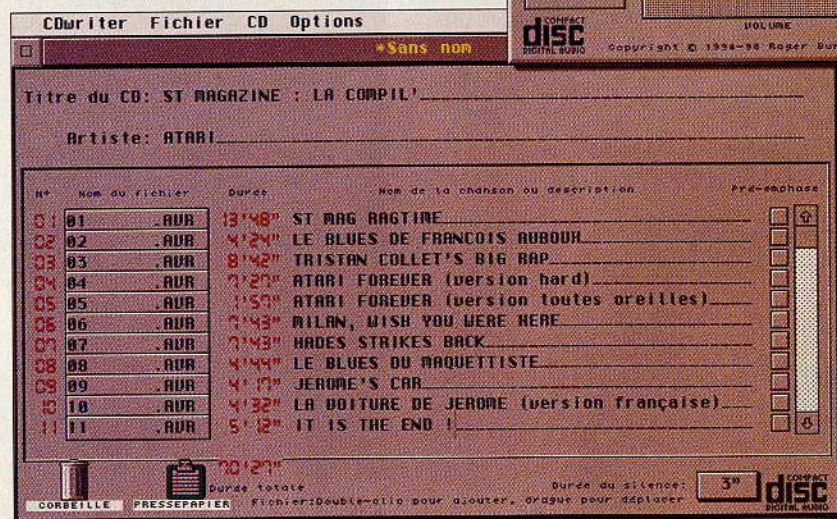 CDwriter Fichier CD Options
*Sans nom
COMPACT disc DIGITAL AUDIO
VOLUME
Copyright © 1994-98 Roger
Titre du CD: ST MAGAZINE : LA COMPIL'
Artiste: ATARI
N° Nom du fichier Durée Nom de la chanson ou description Pré-emphase
01 01 .AVR 13'48" ST MAG RAGTIME
02 02 .AVR 4'24" LE BLUES DE FRANCOIS AUBOUX
03 03 .AVR 8'42" TRISTAN COLLET'S BIG RAP
04 04 .AVR 7'27" ATARI FOREVER (version hard)
05 05 .AVR 1'57" ATARI FOREVER (version toutes oreilles)
06 06 .AVR 7'43" MILAN, WISH YOU WERE HERE
07 07 .AVR 7'43" HADES STRIKES BACK
08 08 .AVR 4'44" LE BLUES DU MAQUETTISTE
09 09 .AVR 4'17" JEROME'S CAR
10 10 .AVR 4'32" LA VOITURE DE JEROME (version française)
11 11 .AVR 5'12" IT IS THE END !
70'27"
Durée totale Durée du silence: 3"
CORBEILLE PRESSEPAPIER Fichier:Double-clic pour ajouter, drague pour déplacer
COMPACT disc DIGITAL AUDIO